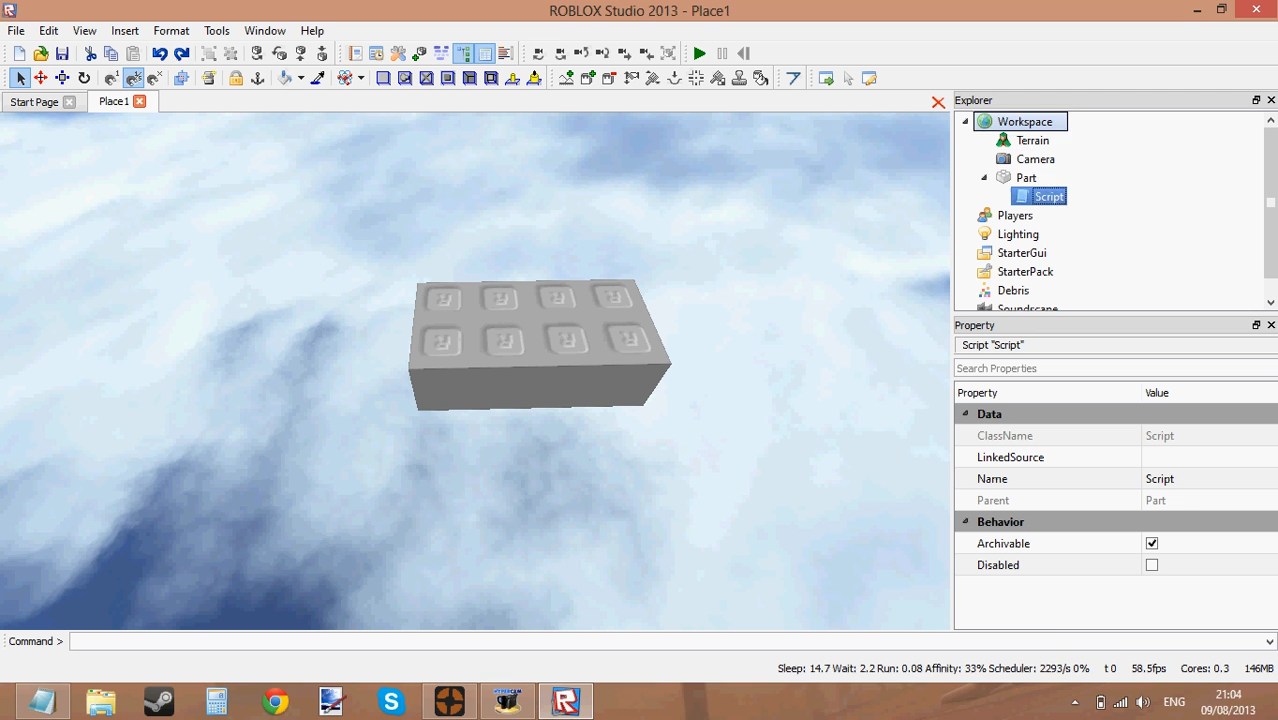 ROBLOX Studio 2013 - Place1
File Edit View Insert Format Tools Window Help
Start Page Place1
Explorer
Workspace
Terrain
Camera
Part
Script
Players
Lighting
StarterGui
StarterPack
Debris
Soundscape
Property
Script "Script"
Search Properties
Property Value
Data
ClassName Script
LinkedSource
Name Script
Parent Part
Behavior
Archivable
Disabled
Command >
Sleep: 14.7 Wait: 2.2 Run: 0.08 Affinity: 33% Scheduler: 2293/s 0% t 0 58.5fps Cores: 0.3 146MB
HYPERCAM
ENG
21:04
09/08/2013